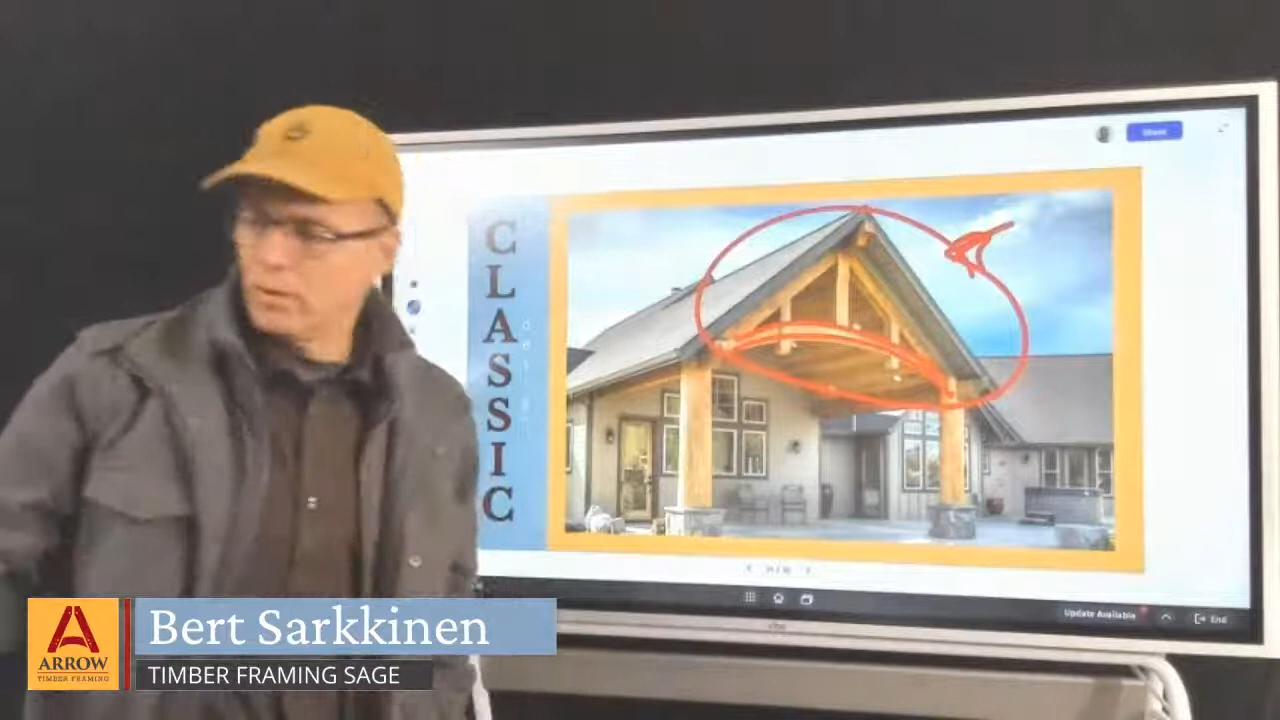 Share
CLASSIC
Update Available
End
ARROW
TIMBER FRAMING
Bert Sarkkinen
TIMBER FRAMING SAGE